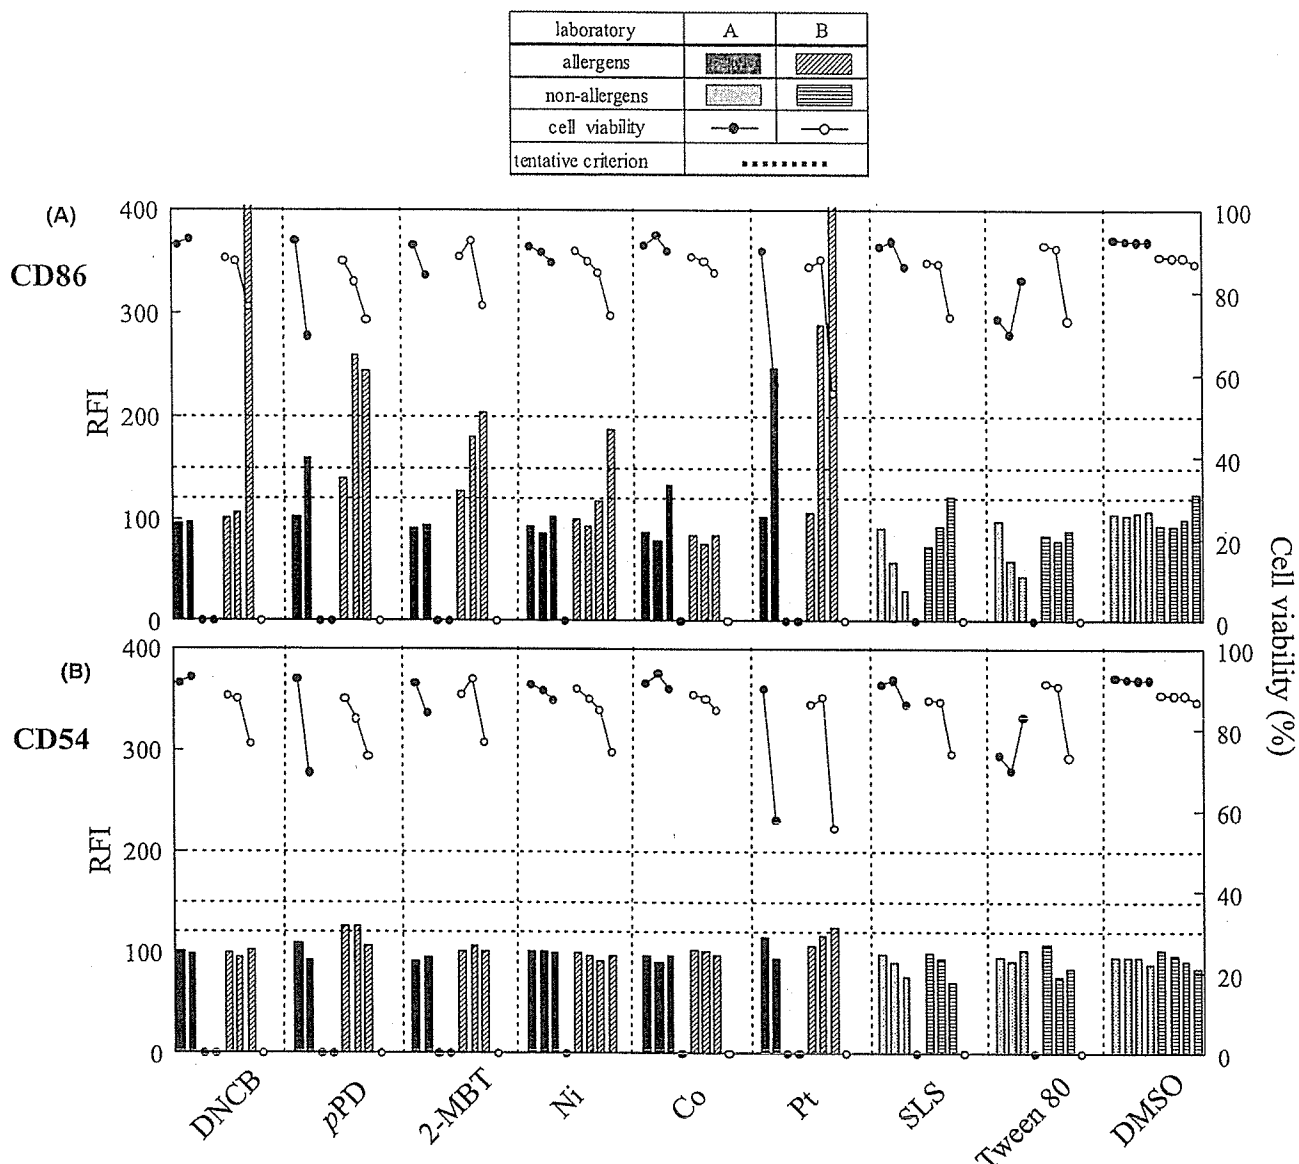 laboratory A B
allergens
non-allergens
cell viability
tentative criterion
(A)
CD86
400
300
200
100
0
RFI
100
80
60
40
20
0
(B)
CD54
400
300
200
100
0
RFI
100
80
60
40
20
0
Cell viability (%)
DNCB pPD 2-MBT Ni Co Pt SLS Tween 80 DMSO